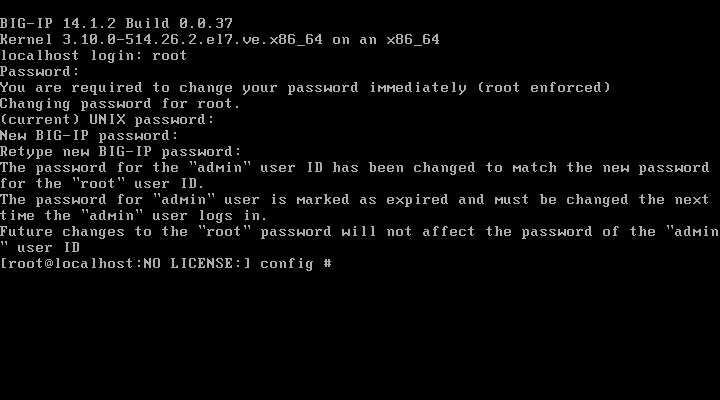 BIG-IP 14.1.2 Build 0.0.37
Kernel 3.10.0-514.26.2.el7.ve.x86_64 on an x86_64
localhost login: root
Password:
You are required to change your password immediately (root enforced)
Changing password for root.
(current) UNIX password:
New BIG-IP password:
Retype new BIG-IP password:
The password for the "admin" user ID has been changed to match the new password
for the "root" user ID.
The password for "admin" user is marked as expired and must be changed the next
time the "admin" user logs in.
Future changes to the "root" password will not affect the password of the "admin
" user ID
[root@localhost:NO LICENSE:] config #